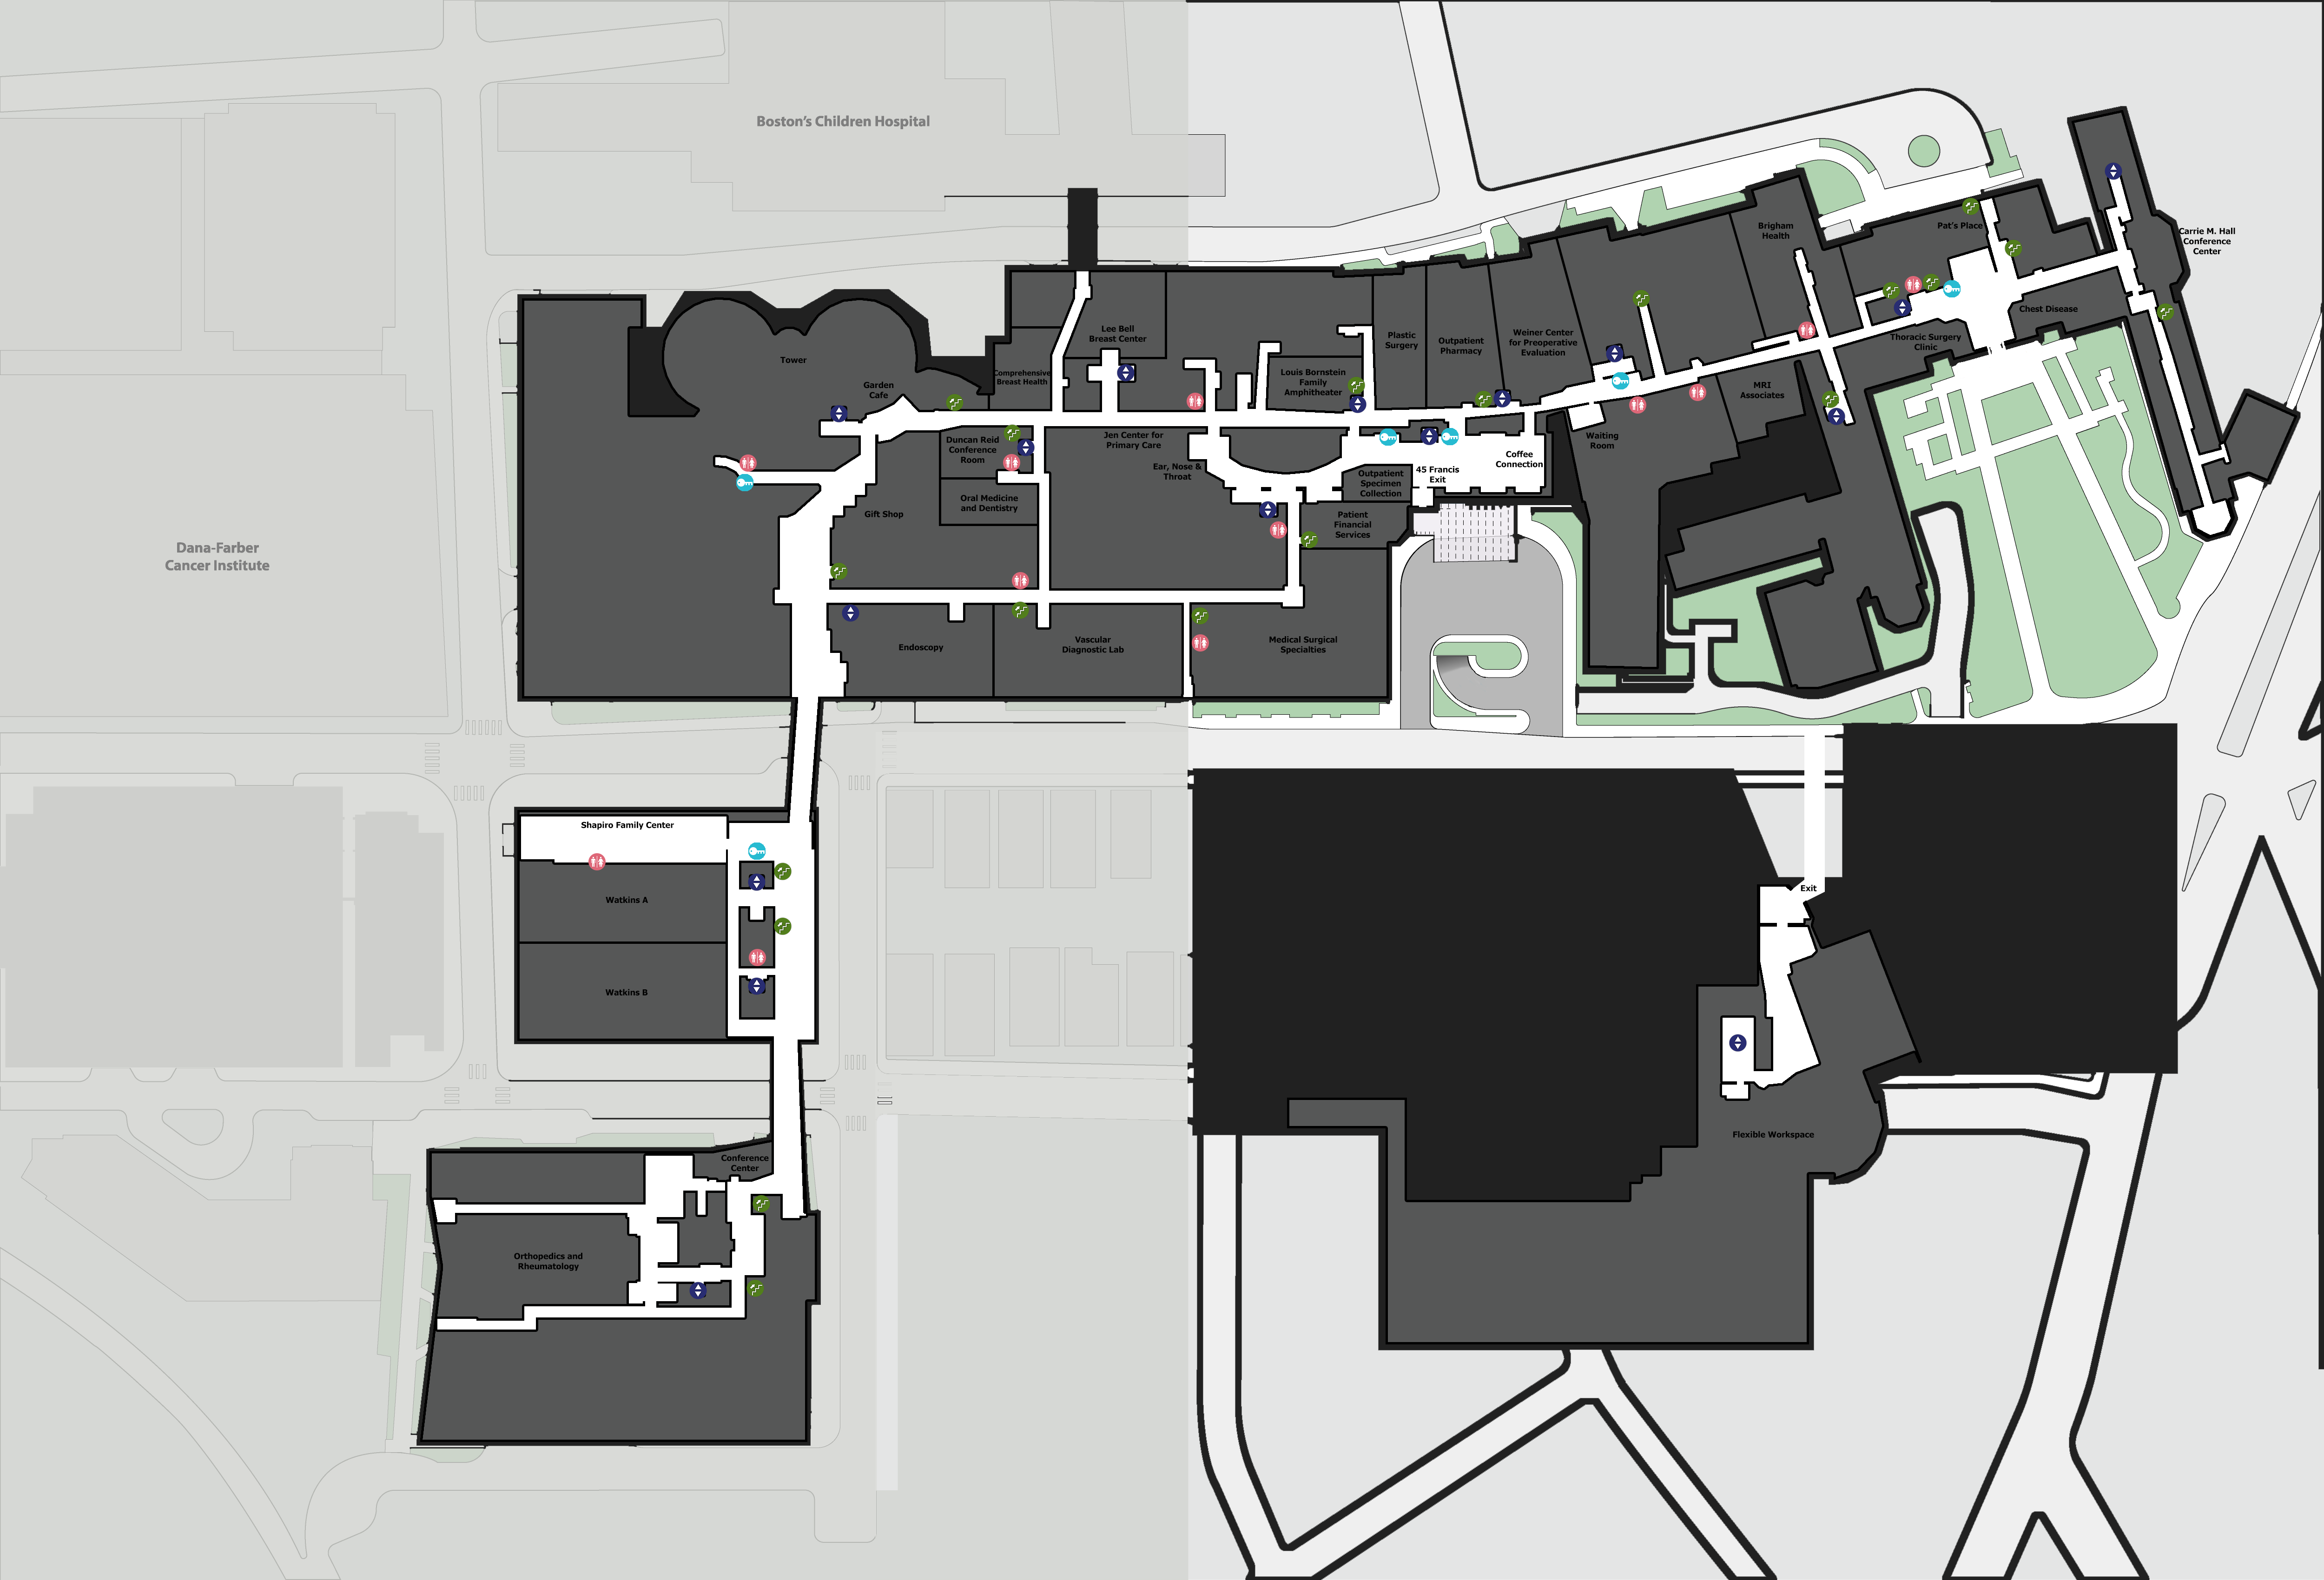 Boston's Children Hospital
Dana-Farber
Cancer Institute
Tower
Garden
Cafe
Comprehensive
Breast Health
Lee Bell
Breast Center
Louis Bornstein
Family
Amphitheater
Plastic
Surgery
Outpatient
Pharmacy
Weiner Center
for Preoperative
Evaluation
Brigham
Health
Pat's Place
Carrie M. Hall
Conference
Center
Chest Disease
Thoracic Surgery
Clinic
MRI
Associates
Waiting
Room
Coffee
Connection
45 Francis
Exit
Outpatient
Specimen
Collection
Patient
Financial
Services
Ear, Nose &
Throat
Jen Center for
Primary Care
Duncan Reid
Conference
Room
Oral Medicine
and Dentistry
Gift Shop
Endoscopy
Vascular
Diagnostic Lab
Medical Surgical
Specialties
Shapiro Family Center
Watkins A
Watkins B
Exit
Flexible Workspace
Conference
Center
Orthopedics and
Rheumatology